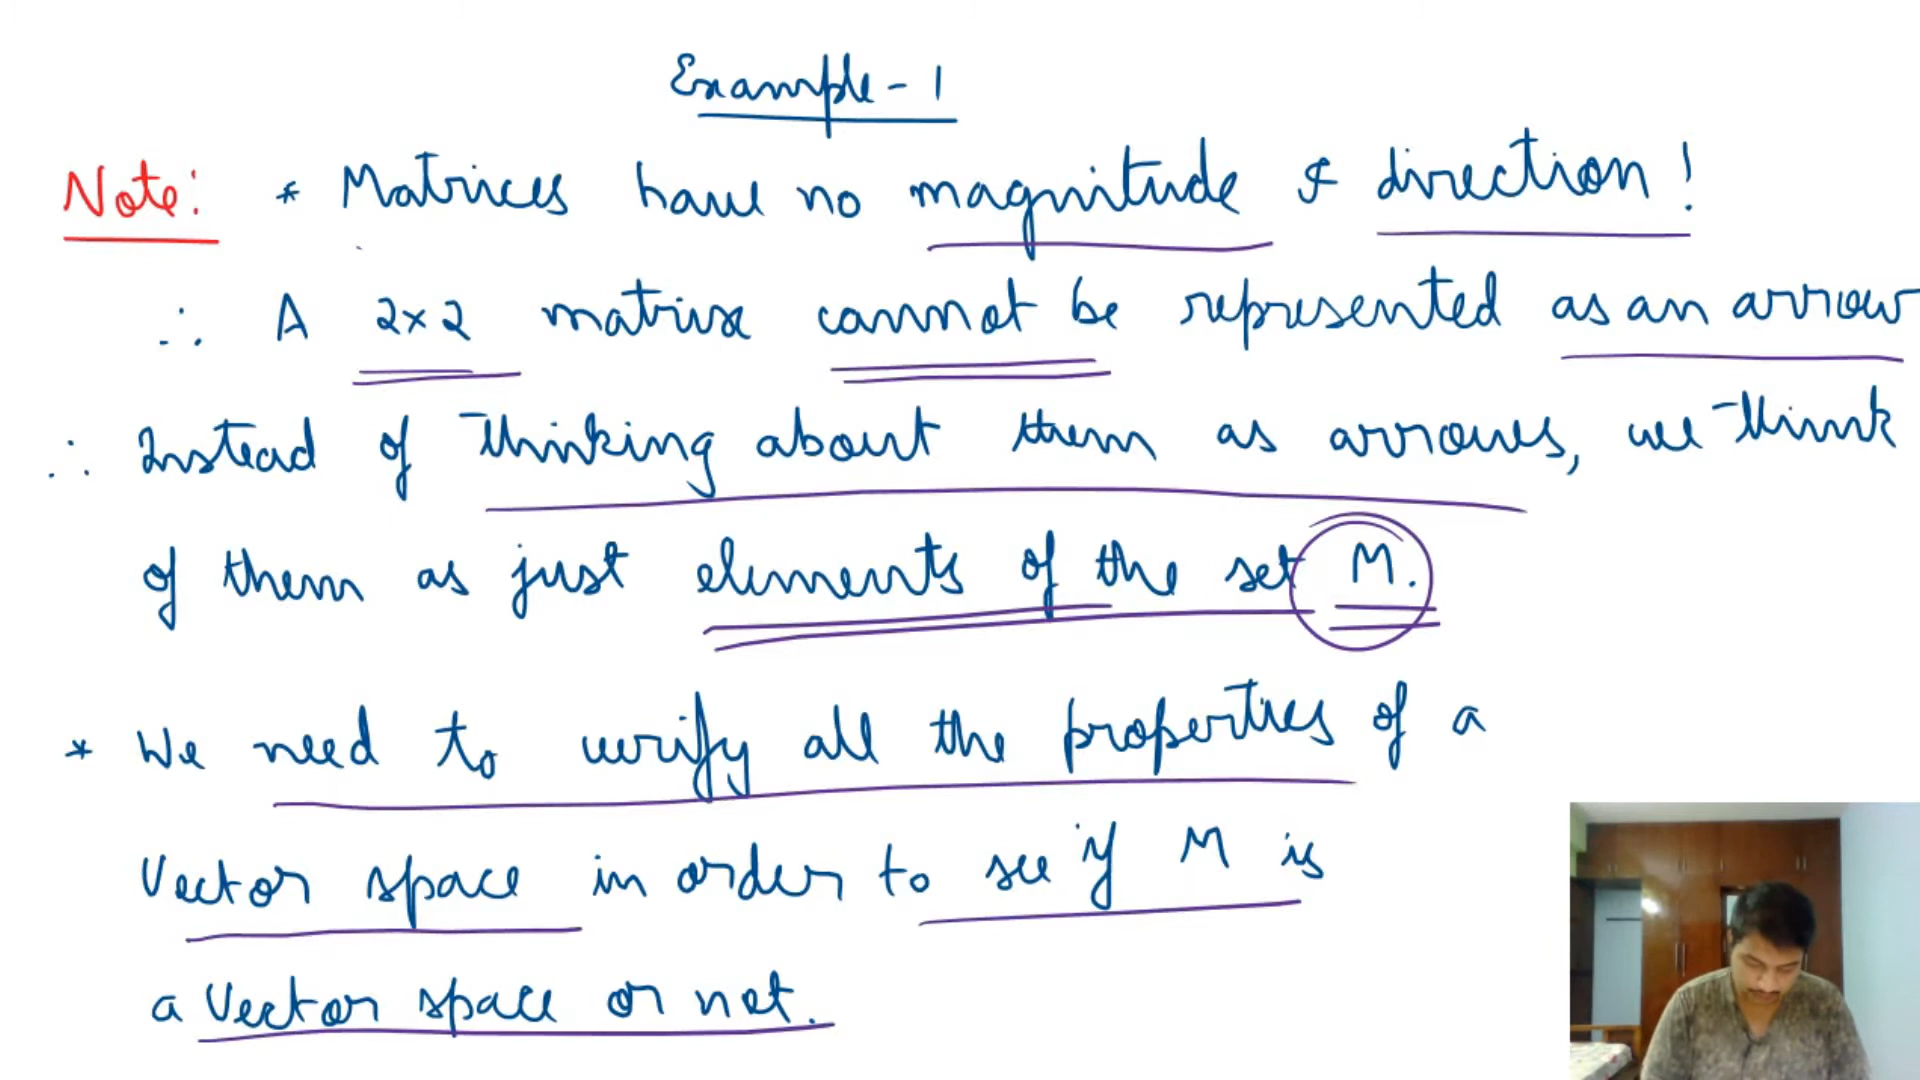 Example - 1
Note: * Matrices have no magnitude & direction!
∴ A 2×2 matrix cannot be represented as an arrow
∴ Instead of thinking about them as arrows, we think
of them as just elements of the set M.
* We need to verify all the properties of a
Vector space in order to see if M is
a Vector space or not.